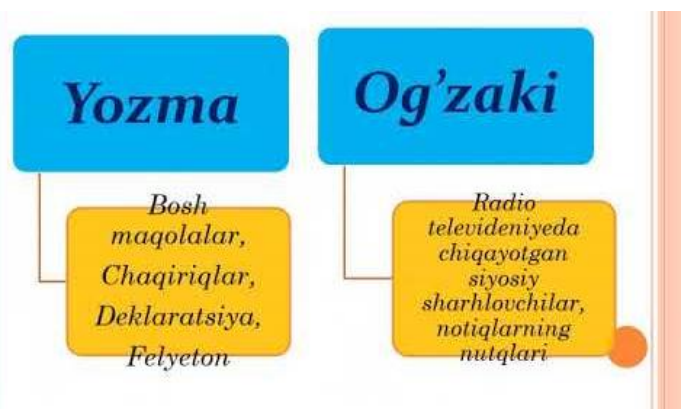 Yozma
Bosh
maqolalar,
Chaqiriqlar,
Deklaratsiya,
Felyeton
Og’zaki
Radio
televideniyeda
chiqayotgan
siyosiy
sharhlovchilar,
notiqlarning
nutqlari